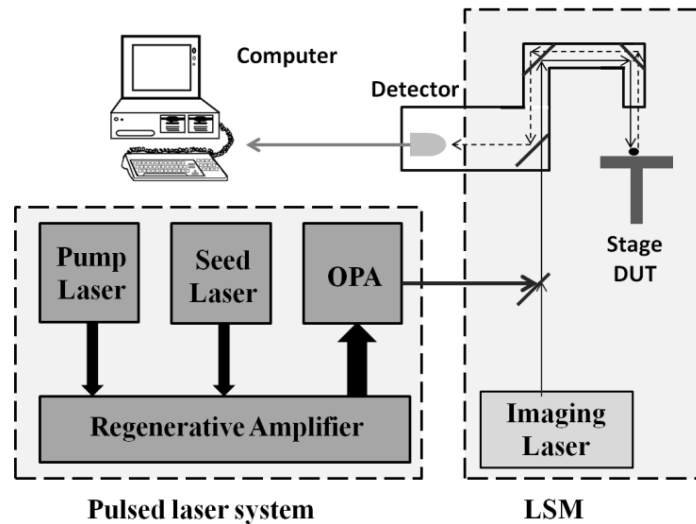 Computer
Detector
Stage
DUT
Pump
Laser
Seed
Laser
OPA
Regenerative Amplifier
Imaging
Laser
Pulsed laser system
LSM